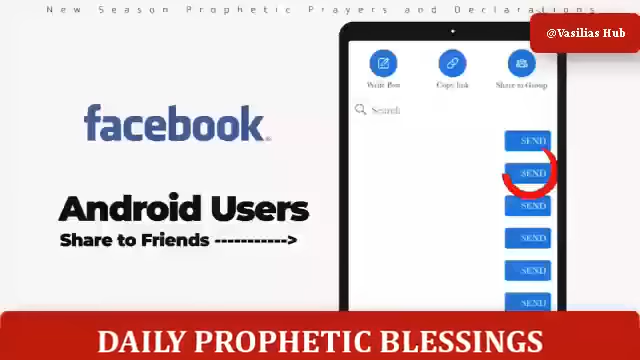 New Season Prophetic Prayers and Declarations
@Vasilias Hub
Write Post
Copy link
Share to Group
Search
facebook
SEND
SEND
Android Users
SEND
Share to Friends ----------->
SEND
SEND
SEND
DAILY PROPHETIC BLESSINGS